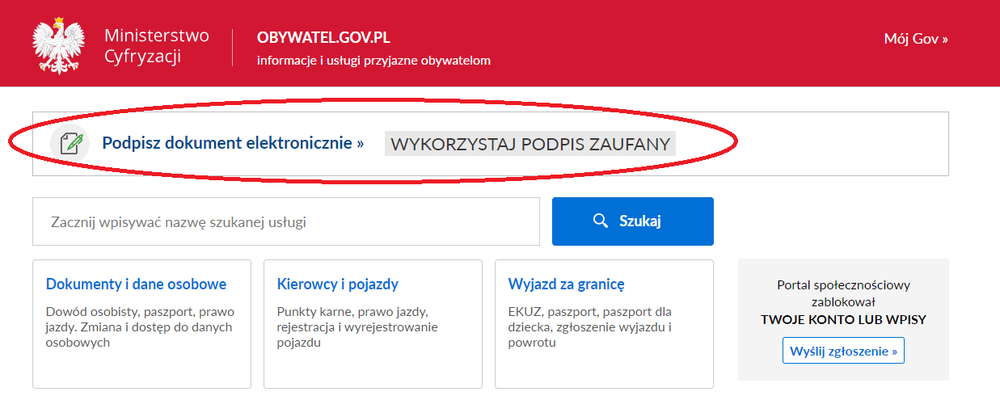 Ministerstwo
Cyfryzacji
OBYWATEL.GOV.PL
informacje i usługi przyjazne obywatelom
Mój Gov »
Podpisz dokument elektronicznie » WYKORZYSTAJ PODPIS ZAUFANY
Zacznij wpisywać nazwę szukanej usługi
Szukaj
Dokumenty i dane osobowe
Dowód osobisty, paszport, prawo
jazdy. Zmiana i dostęp do danych
osobowych
Kierowcy i pojazdy
Punkty karne, prawo jazdy,
rejestracja i wyrejestrowanie
pojazdu
Wyjazd za granicę
EKUZ, paszport, paszport dla
dziecka, zgłoszenie wyjazdu i
powrotu
Portal społecznościowy
zablokował
TWOJE KONTO LUB WPISY
Wyślij zgłoszenie »